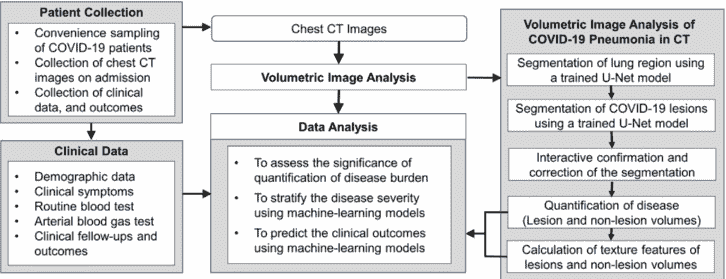 Patient Collection
• Convenience sampling
of COVID-19 patients
• Collection of chest CT
images on admission
• Collection of clinical
data, and outcomes
Clinical Data
• Demographic data
• Clinical symptoms
• Routine blood test
• Arterial blood gas test
• Clinical fellow-ups and
outcomes
Chest CT Images
Volumetric Image Analysis
Data Analysis
• To assess the significance of
quantification of disease burden
• To stratify the disease severity
using machine-learning models
• To predict the clinical outcomes
using machine-learning models
Volumetric Image Analysis of
COVID-19 Pneumonia in CT
Segmentation of lung region using
a trained U-Net model
Segmentation of COVID-19 lesions
using a trained U-Net model
Interactive confirmation and
correction of the segmentation
Quantification of disease
(Lesion and non-lesion volumes)
Calculation of texture features of
lesions and non-lesion volumes